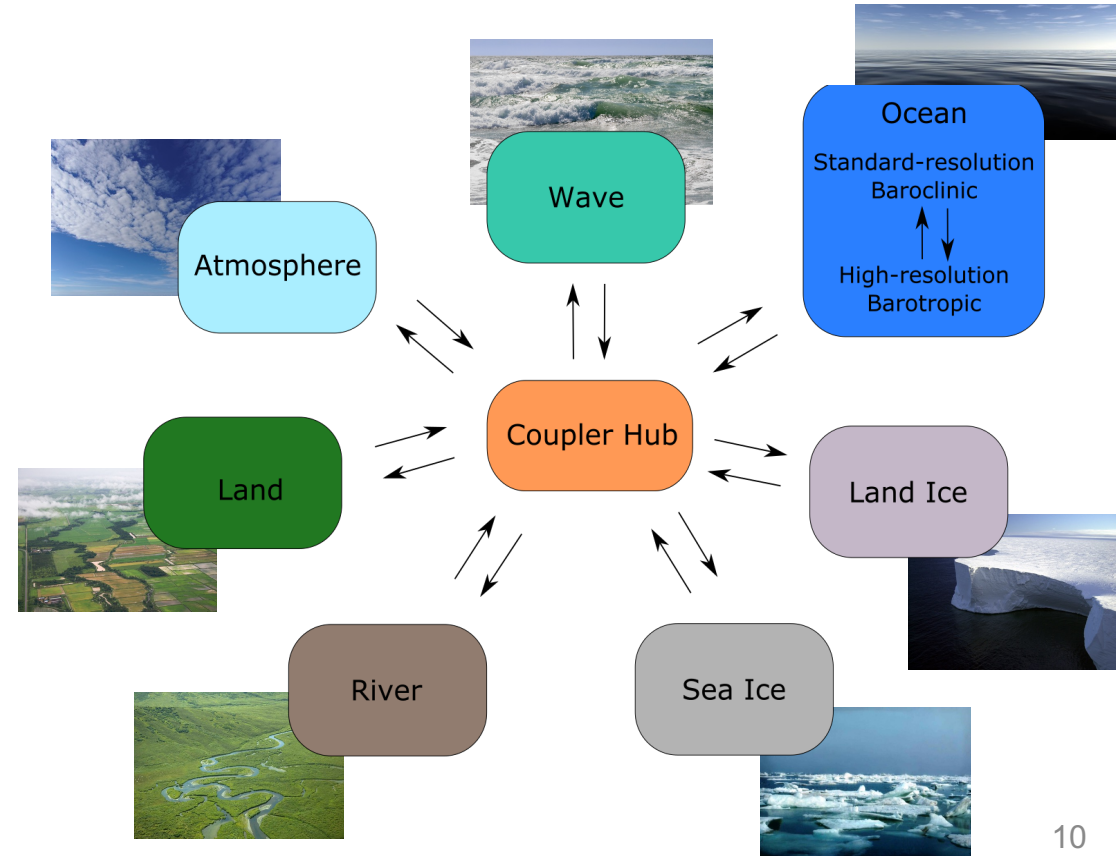 Ocean
Standard-resolution
Baroclinic
High-resolution
Barotropic
Wave
Atmosphere
Coupler Hub
Land
Land Ice
River
Sea Ice
10